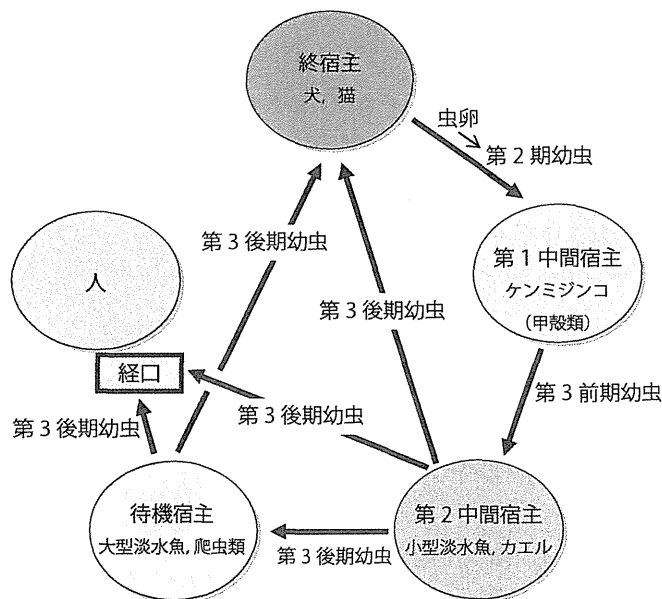 終宿主
犬, 猫
虫卵
第2期幼虫
第1中間宿主
ケンミジンコ
(甲殻類)
第3後期幼虫
人
第3後期幼虫
経口
第3前期幼虫
第3後期幼虫
第3後期幼虫
待機宿主
大型淡水魚, 爬虫類
第3後期幼虫
第2中間宿主
小型淡水魚, カエル